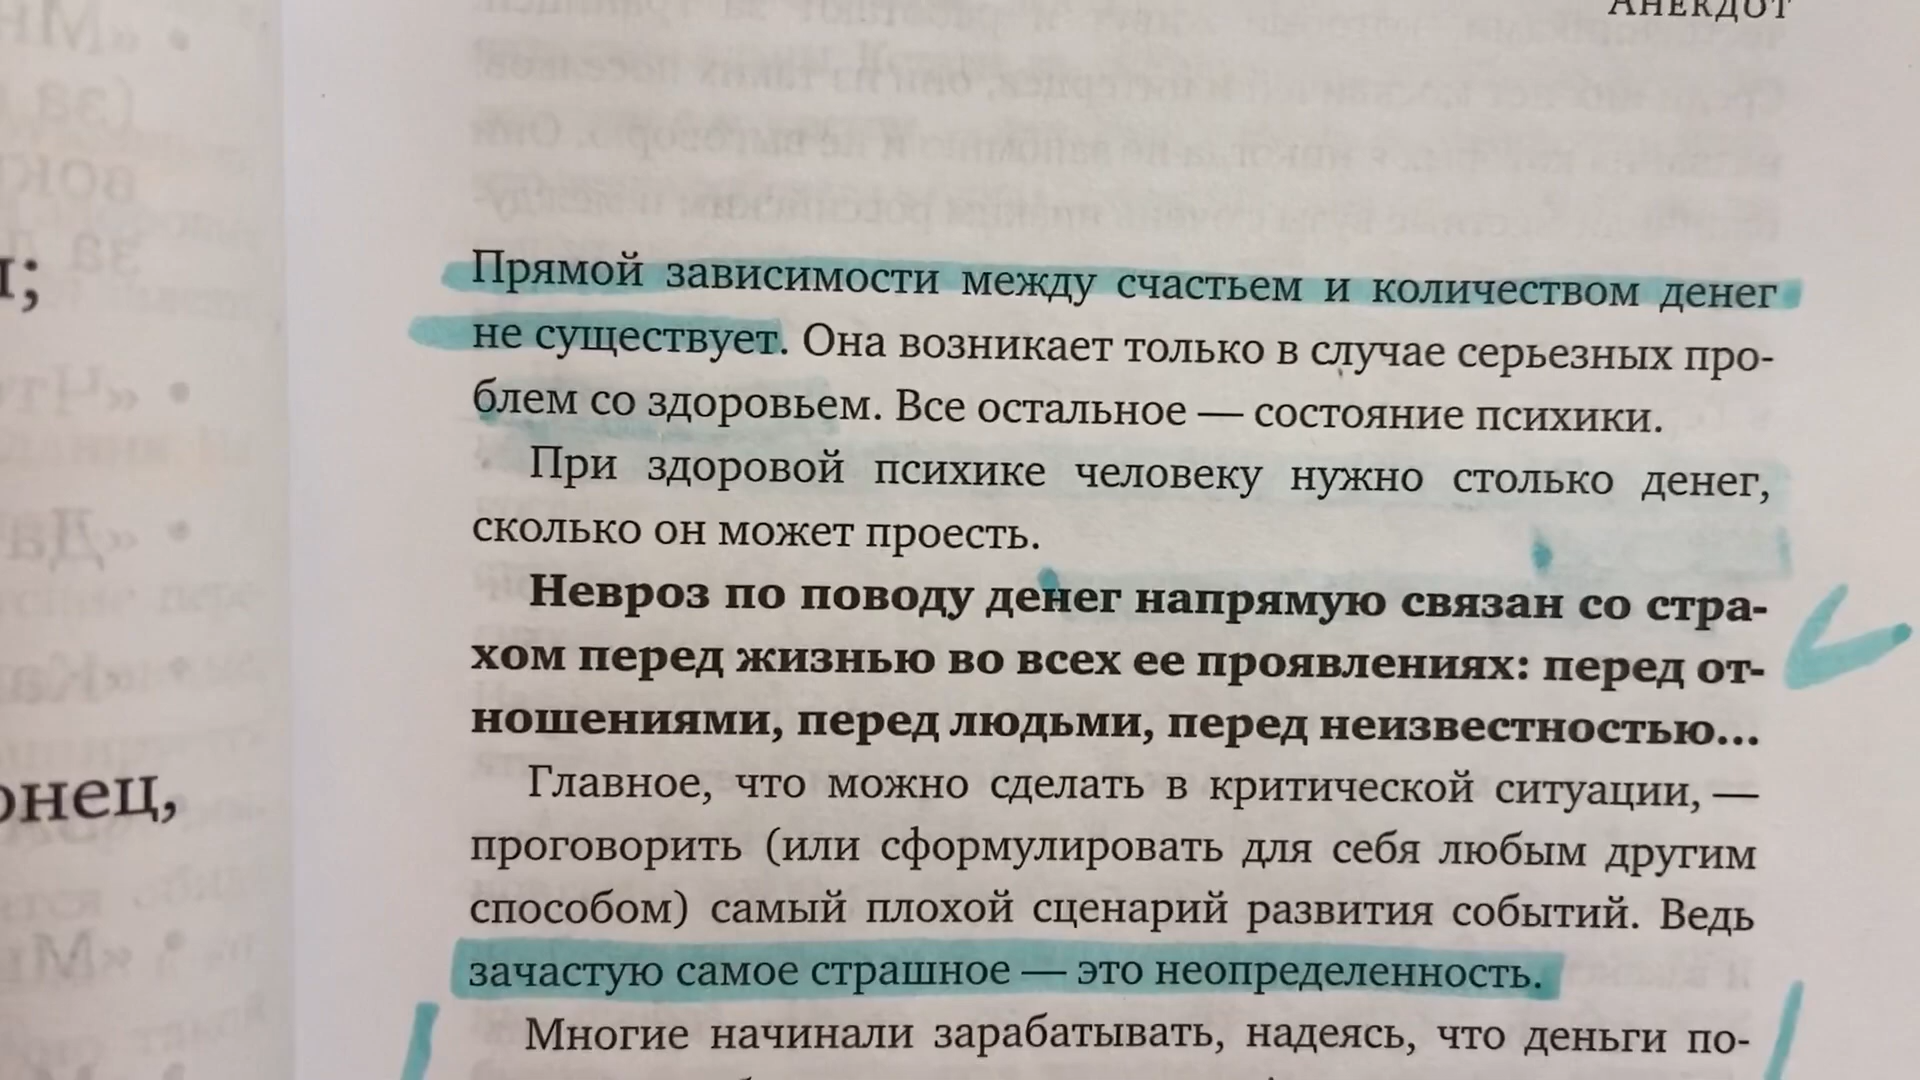 АНЕКДОТ
и;
онец,
Прямой зависимости между счастьем и количеством денег
не существует. Она возникает только в случае серьезных про-
блем со здоровьем. Все остальное — состояние психики.
При здоровой психике человеку нужно столько денег,
сколько он может проесть.
Невроз по поводу денег напрямую связан со стра-
хом перед жизнью во всех ее проявлениях: перед от-
ношениями, перед людьми, перед неизвестностью...
Главное, что можно сделать в критической ситуации, —
проговорить (или сформулировать для себя любым другим
способом) самый плохой сценарий развития событий. Ведь
зачастую самое страшное — это неопределенность.
Многие начинали зарабатывать, надеясь, что деньги по-